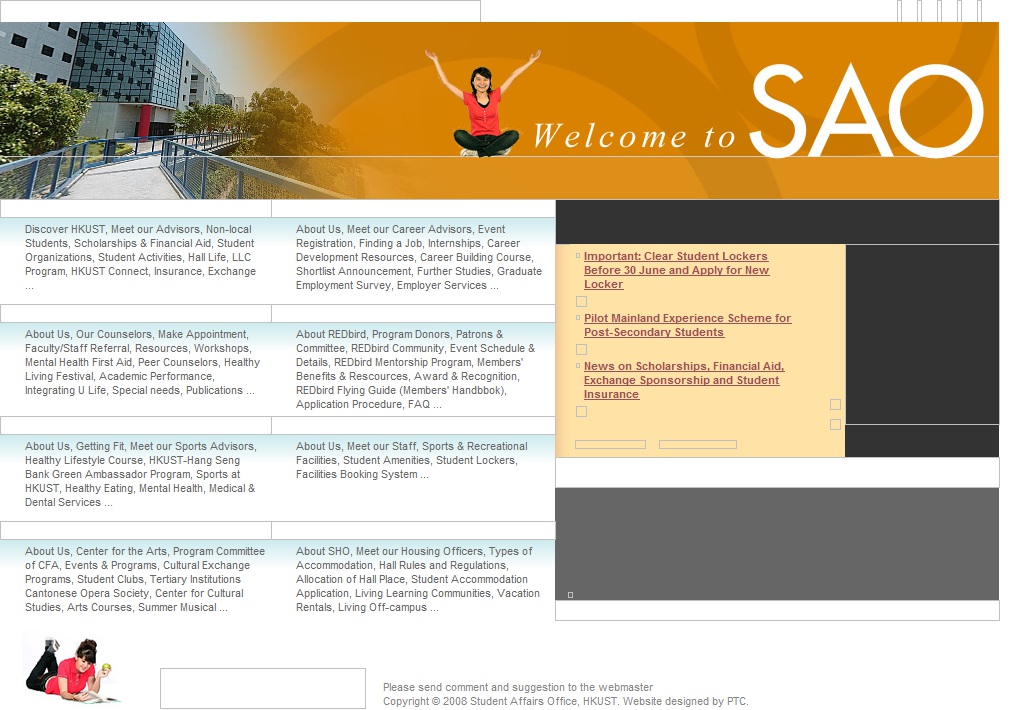 Welcome to SAO
Discover HKUST, Meet our Advisors, Non-local
Students, Scholarships & Financial Aid, Student
Organizations, Student Activities, Hall Life, LLC
Program, HKUST Connect, Insurance, Exchange
...
About Us, Meet our Career Advisors, Event
Registration, Finding a Job, Internships, Career
Development Resources, Career Building Course,
Shortlist Announcement, Further Studies, Graduate
Employment Survey, Employer Services ...
About Us, Our Counselors, Make Appointment,
Faculty/Staff Referral, Resources, Workshops,
Mental Health First Aid, Peer Counselors, Healthy
Living Festival, Academic Performance,
Integrating U Life, Special needs, Publications ...
About REDbird, Program Donors, Patrons &
Committee, REDbird Community, Event Schedule &
Details, REDbird Mentorship Program, Members'
Benefits & Rescources, Award & Recognition,
REDbird Flying Guide (Members' Handbbok),
Application Procedure, FAQ ...
About Us, Getting Fit, Meet our Sports Advisors,
Healthy Lifestyle Course, HKUST-Hang Seng
Bank Green Ambassador Program, Sports at
HKUST, Healthy Eating, Mental Health, Medical &
Dental Services ...
About Us, Meet our Staff, Sports & Recreational
Facilities, Student Amenities, Student Lockers,
Facilities Booking System ...
About Us, Center for the Arts, Program Committee
of CFA, Events & Programs, Cultural Exchange
Programs, Student Clubs, Tertiary Institutions
Cantonese Opera Society, Center for Cultural
Studies, Arts Courses, Summer Musical ...
About SHO, Meet our Housing Officers, Types of
Accommodation, Hall Rules and Regulations,
Allocation of Hall Place, Student Accommodation
Application, Living Learning Communities, Vacation
Rentals, Living Off-campus ...
Important: Clear Student Lockers
Before 30 June and Apply for New
Locker
Pilot Mainland Experience Scheme for
Post-Secondary Students
News on Scholarships, Financial Aid,
Exchange Sponsorship and Student
Insurance
Please send comment and suggestion to the webmaster
Copyright © 2008 Student Affairs Office, HKUST. Website designed by PTC.